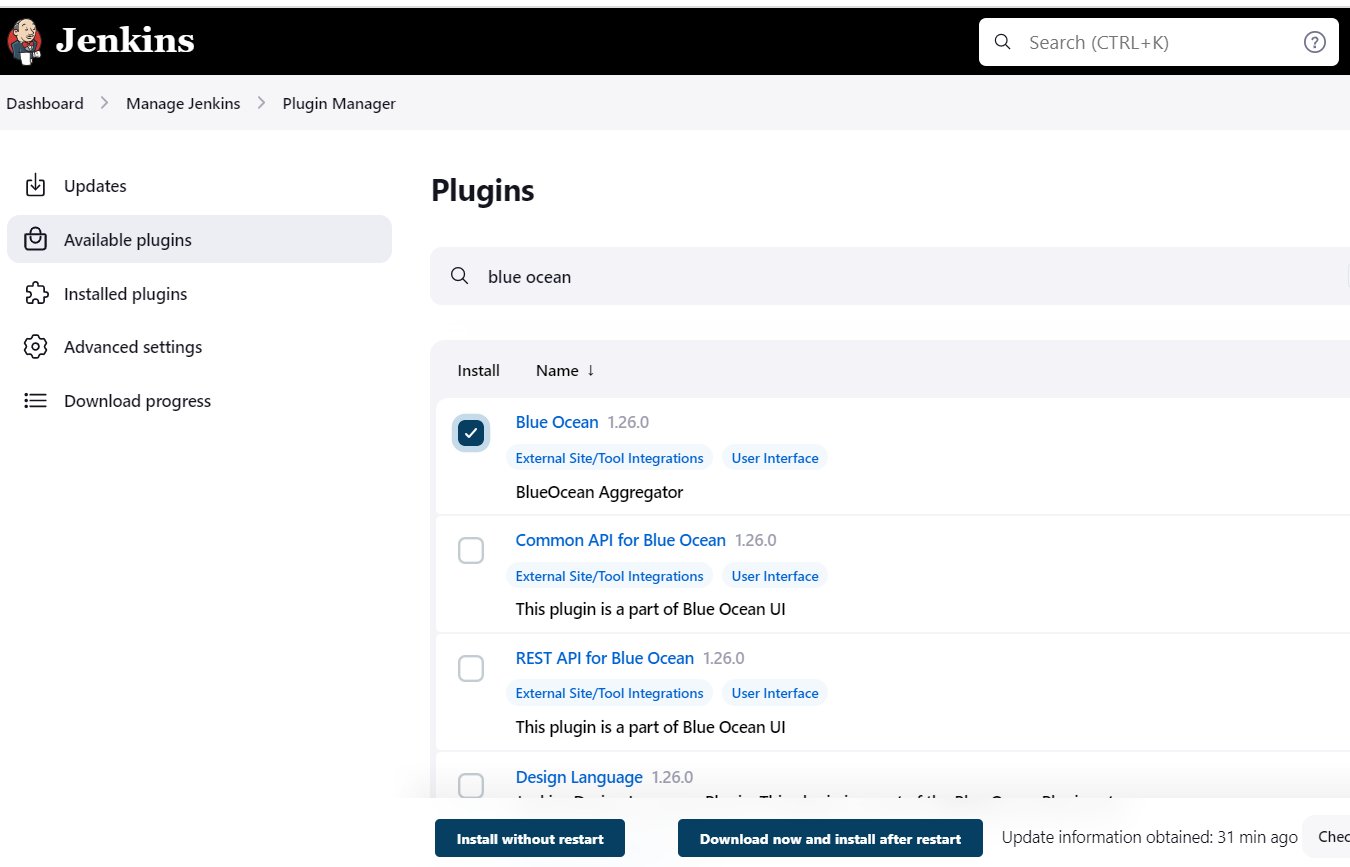 Jenkins
Search (CTRL+K)
Dashboard > Manage Jenkins > Plugin Manager
Updates
Available plugins
Installed plugins
Advanced settings
Download progress
Plugins
blue ocean
Install Name ↓
Blue Ocean 1.26.0
External Site/Tool Integrations User Interface
BlueOcean Aggregator
Common API for Blue Ocean 1.26.0
External Site/Tool Integrations User Interface
This plugin is a part of Blue Ocean UI
REST API for Blue Ocean 1.26.0
External Site/Tool Integrations User Interface
This plugin is a part of Blue Ocean UI
Design Language 1.26.0
Install without restart
Download now and install after restart
Update information obtained: 31 min ago